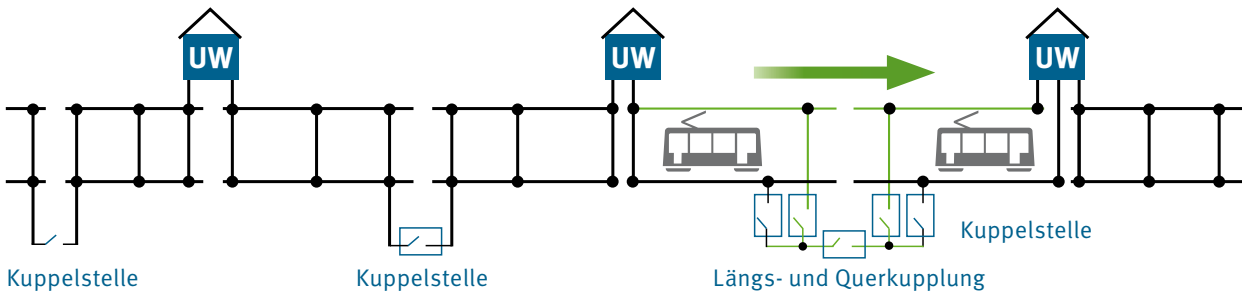 UW
UW
UW
Kuppelstelle
Kuppelstelle
Kuppelstelle
Längs- und Querkupplung